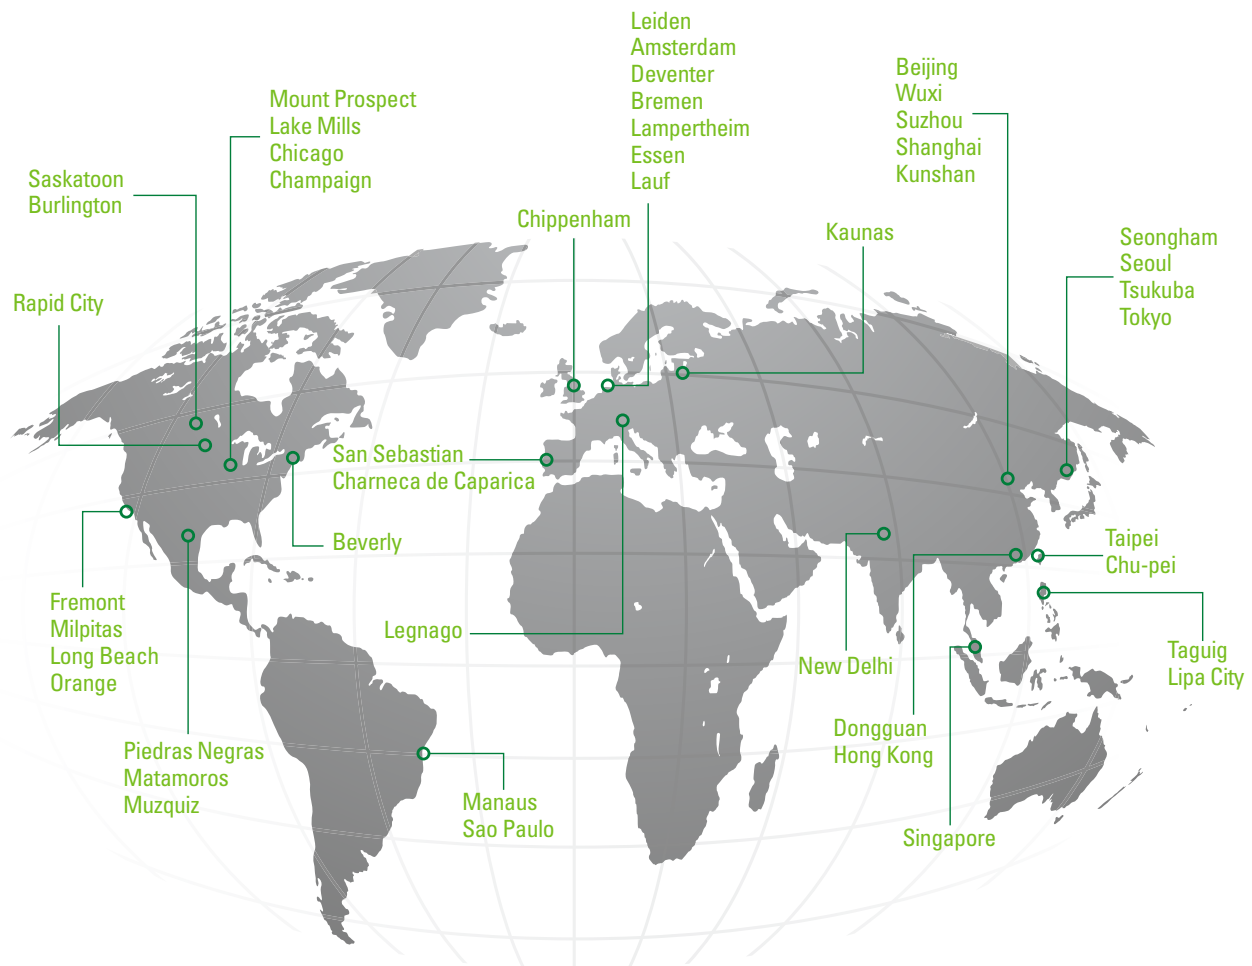 Leiden
Amsterdam
Deventer
Bremen
Lampertheim
Essen
Lauf
Beijing
Wuxi
Suzhou
Shanghai
Kunshan
Mount Prospect
Lake Mills
Chicago
Champaign
Saskatoon
Burlington
Chippenham
Kaunas
Seongham
Seoul
Tsukuba
Tokyo
Rapid City
San Sebastian
Charneca de Caparica
Beverly
Taipei
Chu-pei
Fremont
Milpitas
Long Beach
Orange
Legnago
New Delhi
Taguig
Lipa City
Dongguan
Hong Kong
Piedras Negras
Matamoros
Muzquiz
Manaus
Sao Paulo
Singapore